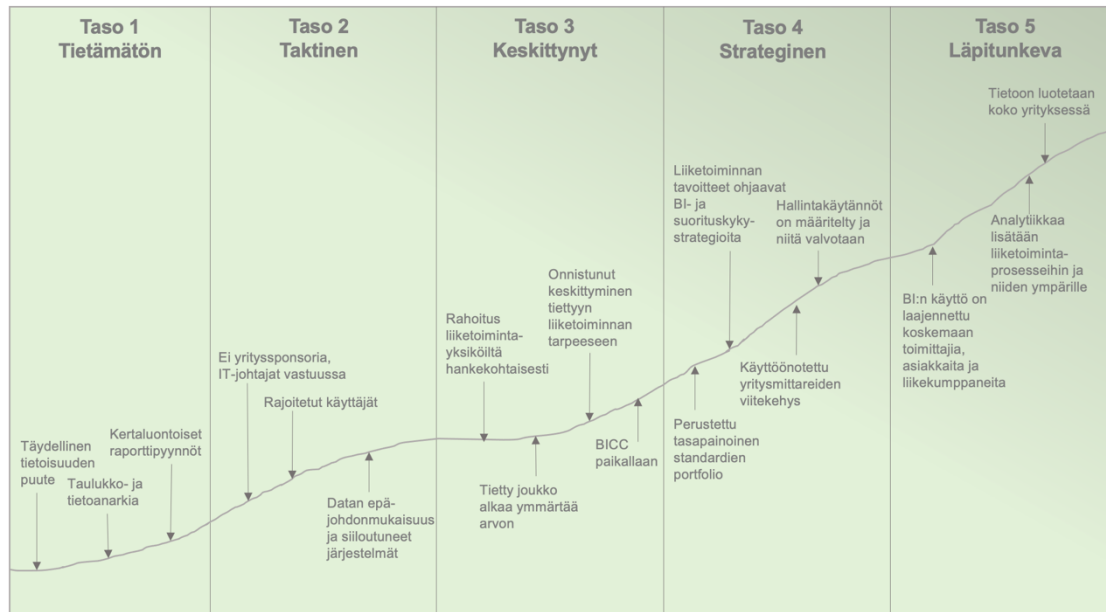 Taso 1
Tietämätön
Täydellinen
tietoisuuden
puute
Taulukko- ja
tietoanarkia
Kertaluontoiset
raporttipyynnöt
Taso 2
Taktinen
Ei yrityssponsoria,
IT-johtajat vastuussa
Rajoitetut käyttäjät
Datan epä-
johdonmukaisuus
ja siiloutuneet
järjestelmät
Taso 3
Keskittynyt
Rahoitus
liiketoiminta-
yksiköiltä
hankekohtaisesti
Tietty joukko
alkaa ymmärtää
arvon
Onnistunut
keskittyminen
tiettyyn
liiketoiminnan
tarpeeseen
BICC
paikallaan
Taso 4
Strateginen
Perustettu
tasapainoinen
standardien
portfolio
Liiketoiminnan
tavoitteet ohjaavat
BI- ja
suorituskyky-
strategioita
Käyttöönotettu
yritysmittareiden
viitekehys
Hallintakäytännöt
on määritelty ja
niitä valvotaan
Taso 5
Läpitunkeva
BI:n käyttö on
laajennettu
koskemaan
toimittajia,
asiakkaita ja
liikekumppaneita
Analytiikkaa
lisätään
liiketoiminta-
prosesseihin ja
niiden ympärille
Tietoon luotetaan
koko yrityksessä